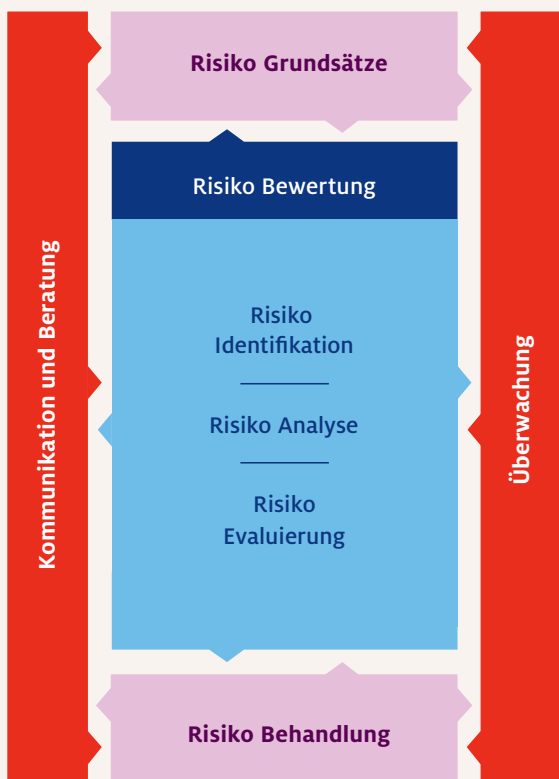 Risiko Grundsätze
Kommunikation und Beratung
Risiko Bewertung
Risiko
Identifikation
Risiko Analyse
Risiko
Evaluierung
Überwachung
Risiko Behandlung